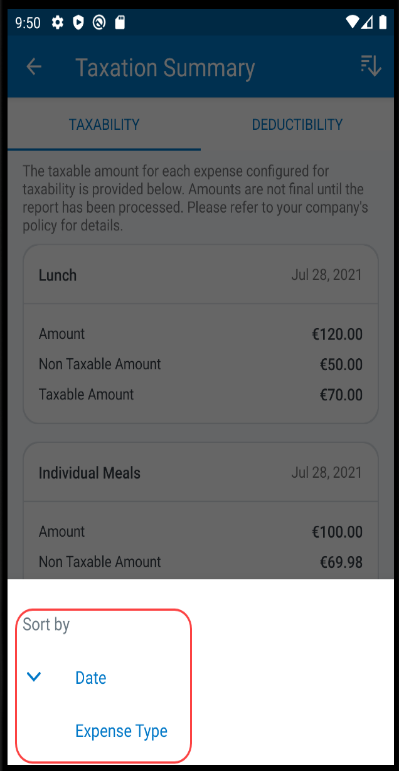 9:50
Taxation Summary
TAXABILITY DEDUCTIBILITY
The taxable amount for each expense configured for
taxability is provided below. Amounts are not final until the
report has been processed. Please refer to your company's
policy for details.
Lunch Jul 28, 2021
Amount €120.00
Non Taxable Amount €50.00
Taxable Amount €70.00
Individual Meals Jul 28, 2021
Amount €100.00
Non Taxable Amount €69.98
Sort by
Date
Expense Type